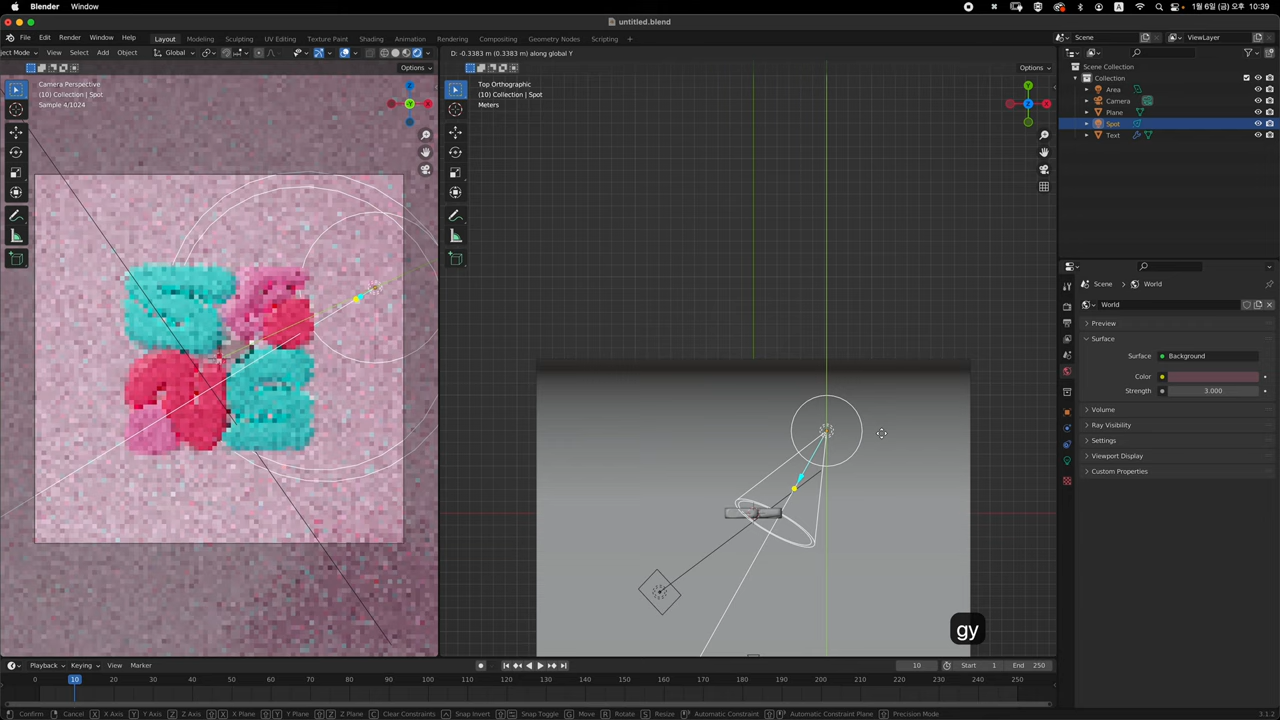 Blender Window
A 1월 6일(금) 오후 10:39
untitled.blend
File Edit Render Window Help Layout Modeling Sculpting UV Editing Texture Paint Shading Animation Rendering Compositing Geometry Nodes Scripting + Scene ViewLayer
ject Mode View Select Add Object Global
D: -0.3383 m (0.3383 m) along global Y
Options
Options
Camera Perspective
(10) Collection | Spot
Sample 4/1024
Top Orthographic
(10) Collection | Spot
Meters
Y
X
Z
-Y
Scene Collection
Collection
Area
Camera
Plane
Spot
Text
Scene World
World
Preview
Surface
Surface Background
Color
Strength 3.000
Volume
Ray Visibility
Settings
Viewport Display
Custom Properties
gy
Playback Keying View Marker
10 Start 1 End 250
0 10 20 30 40 50 60 70 80 90 100 110 120 130 140 150 160 170 180 190 200 210 220 230 240 250
Confirm Cancel X X Axis Y Y Axis Z Z Axis X X Plane Y Y Plane Z Z Plane C Clear Constraints Snap Invert Snap Toggle G Move R Rotate S Resize Automatic Constraint Automatic Constraint Plane Precision Mode
3.1.2